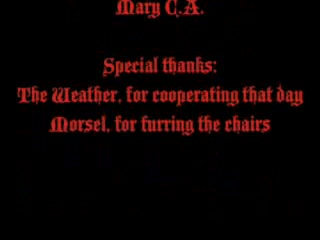 Mary C.A.
Special thanks:
The Weather, for cooperating that day
Morsel, for furring the chairs